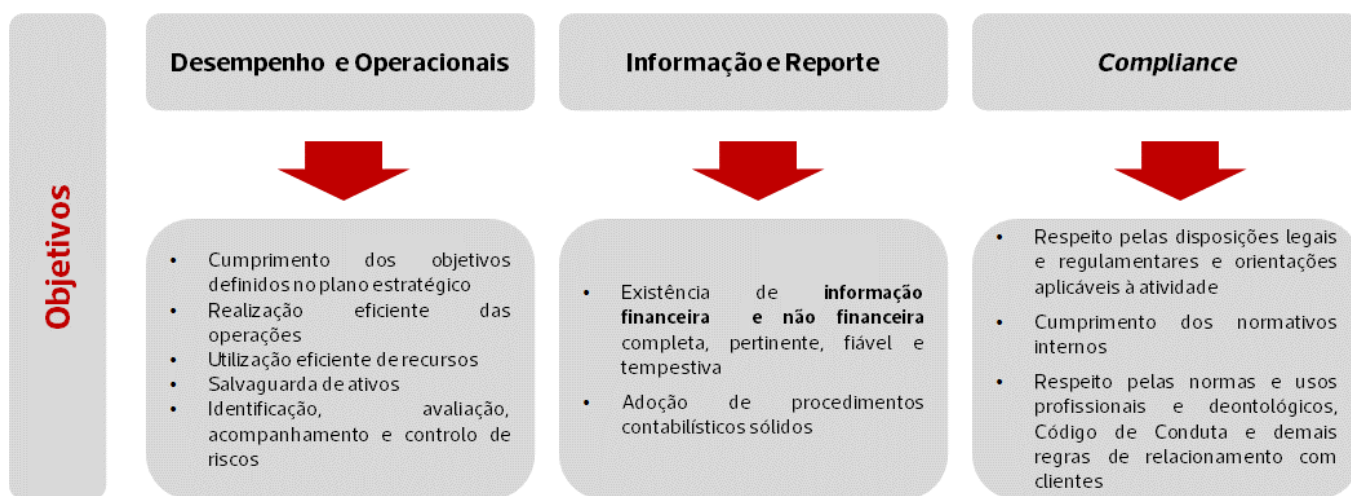 Objetivos
Desempenho e Operacionais
• Cumprimento dos objetivos
definidos no plano estratégico
• Realização eficiente das
operações
• Utilização eficiente de recursos
• Salvaguarda de ativos
• Identificação, avaliação,
acompanhamento e controlo de
riscos
Informação e Reporte
• Existência de informação
financeira e não financeira
completa, pertinente, fiável e
tempestiva
• Adoção de procedimentos
contabilísticos sólidos
Compliance
• Respeito pelas disposições legais
e regulamentares e orientações
aplicáveis à atividade
• Cumprimento dos normativos
internos
• Respeito pelas normas e usos
profissionais e deontológicos,
Código de Conduta e demais
regras de relacionamento com
clientes